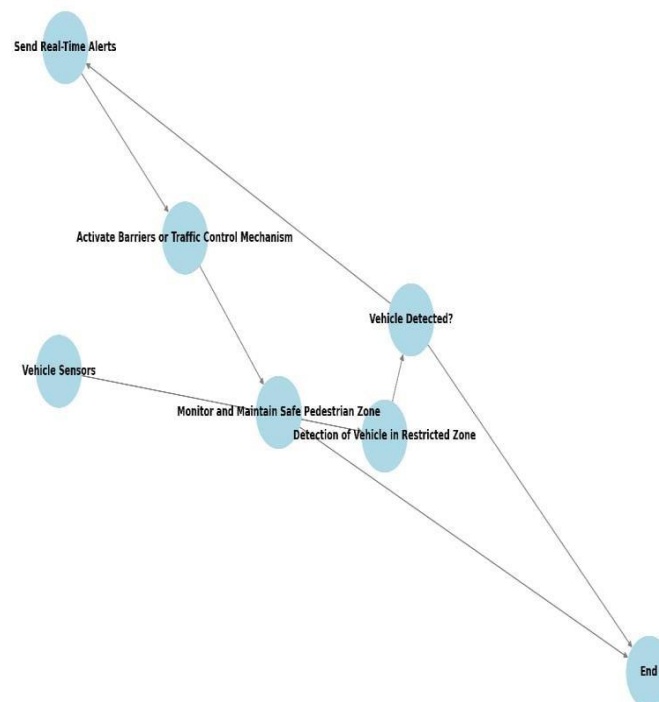 Send Real-Time Alerts
Activate Barriers or Traffic Control Mechanism
Vehicle Detected?
Vehicle Sensors
Monitor and Maintain Safe Pedestrian Zone
Detection of Vehicle in Restricted Zone
End